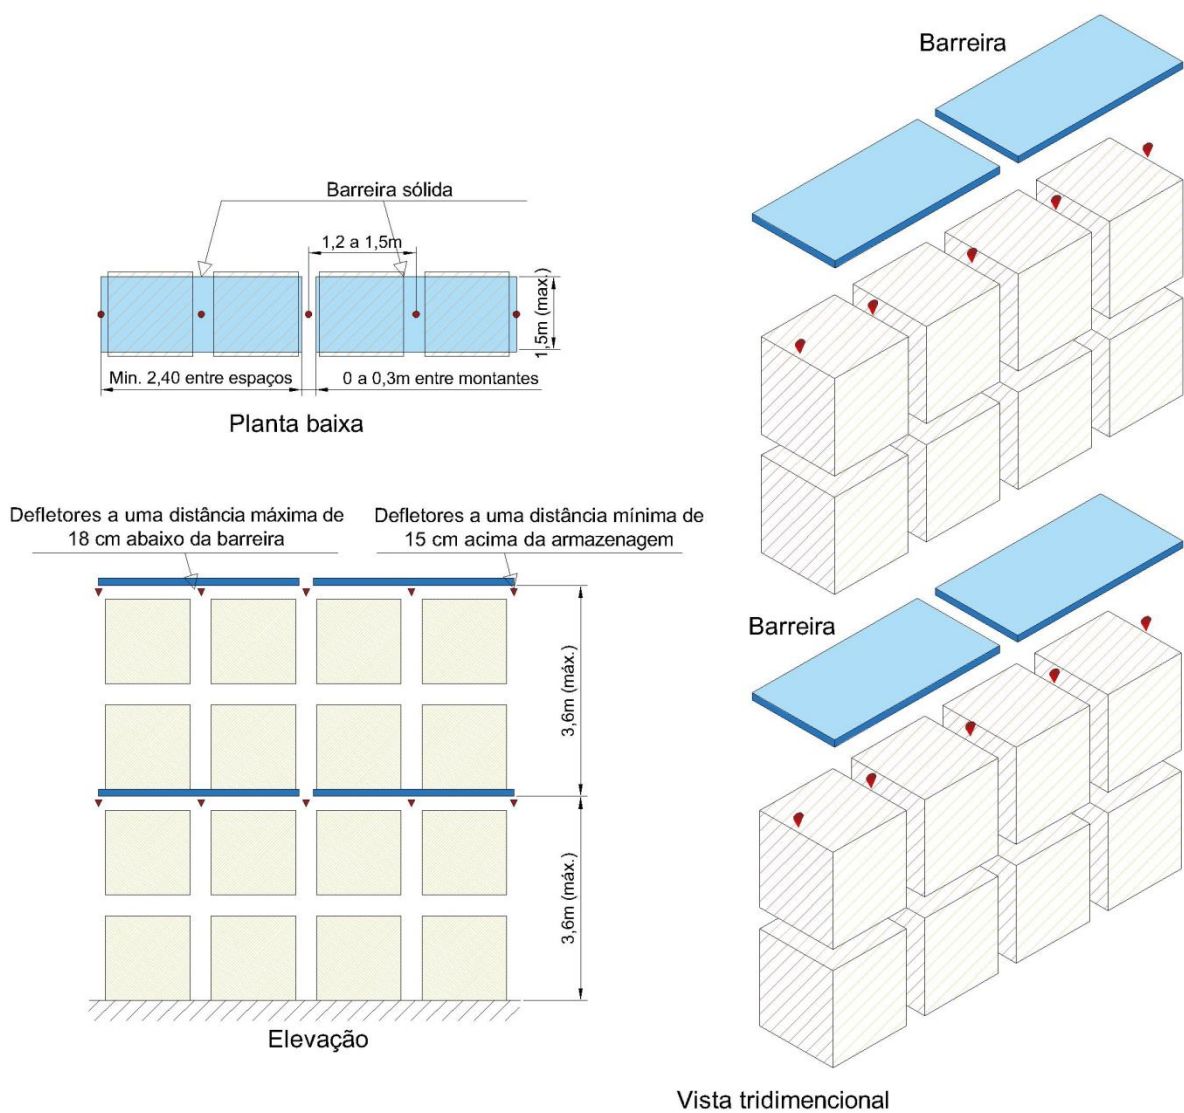 Barreira
Barreira sólida
1,2 a 1,5m
1,5m (max.)
Min. 2,40 entre espaços
0 a 0,3m entre montantes
Planta baixa
Defletores a uma distância máxima de
18 cm abaixo da barreira
Defletores a uma distância mínima de
15 cm acima da armazenagem
3,6m (máx.)
3,6m (máx.)
Elevação
Barreira
Vista tridimencional